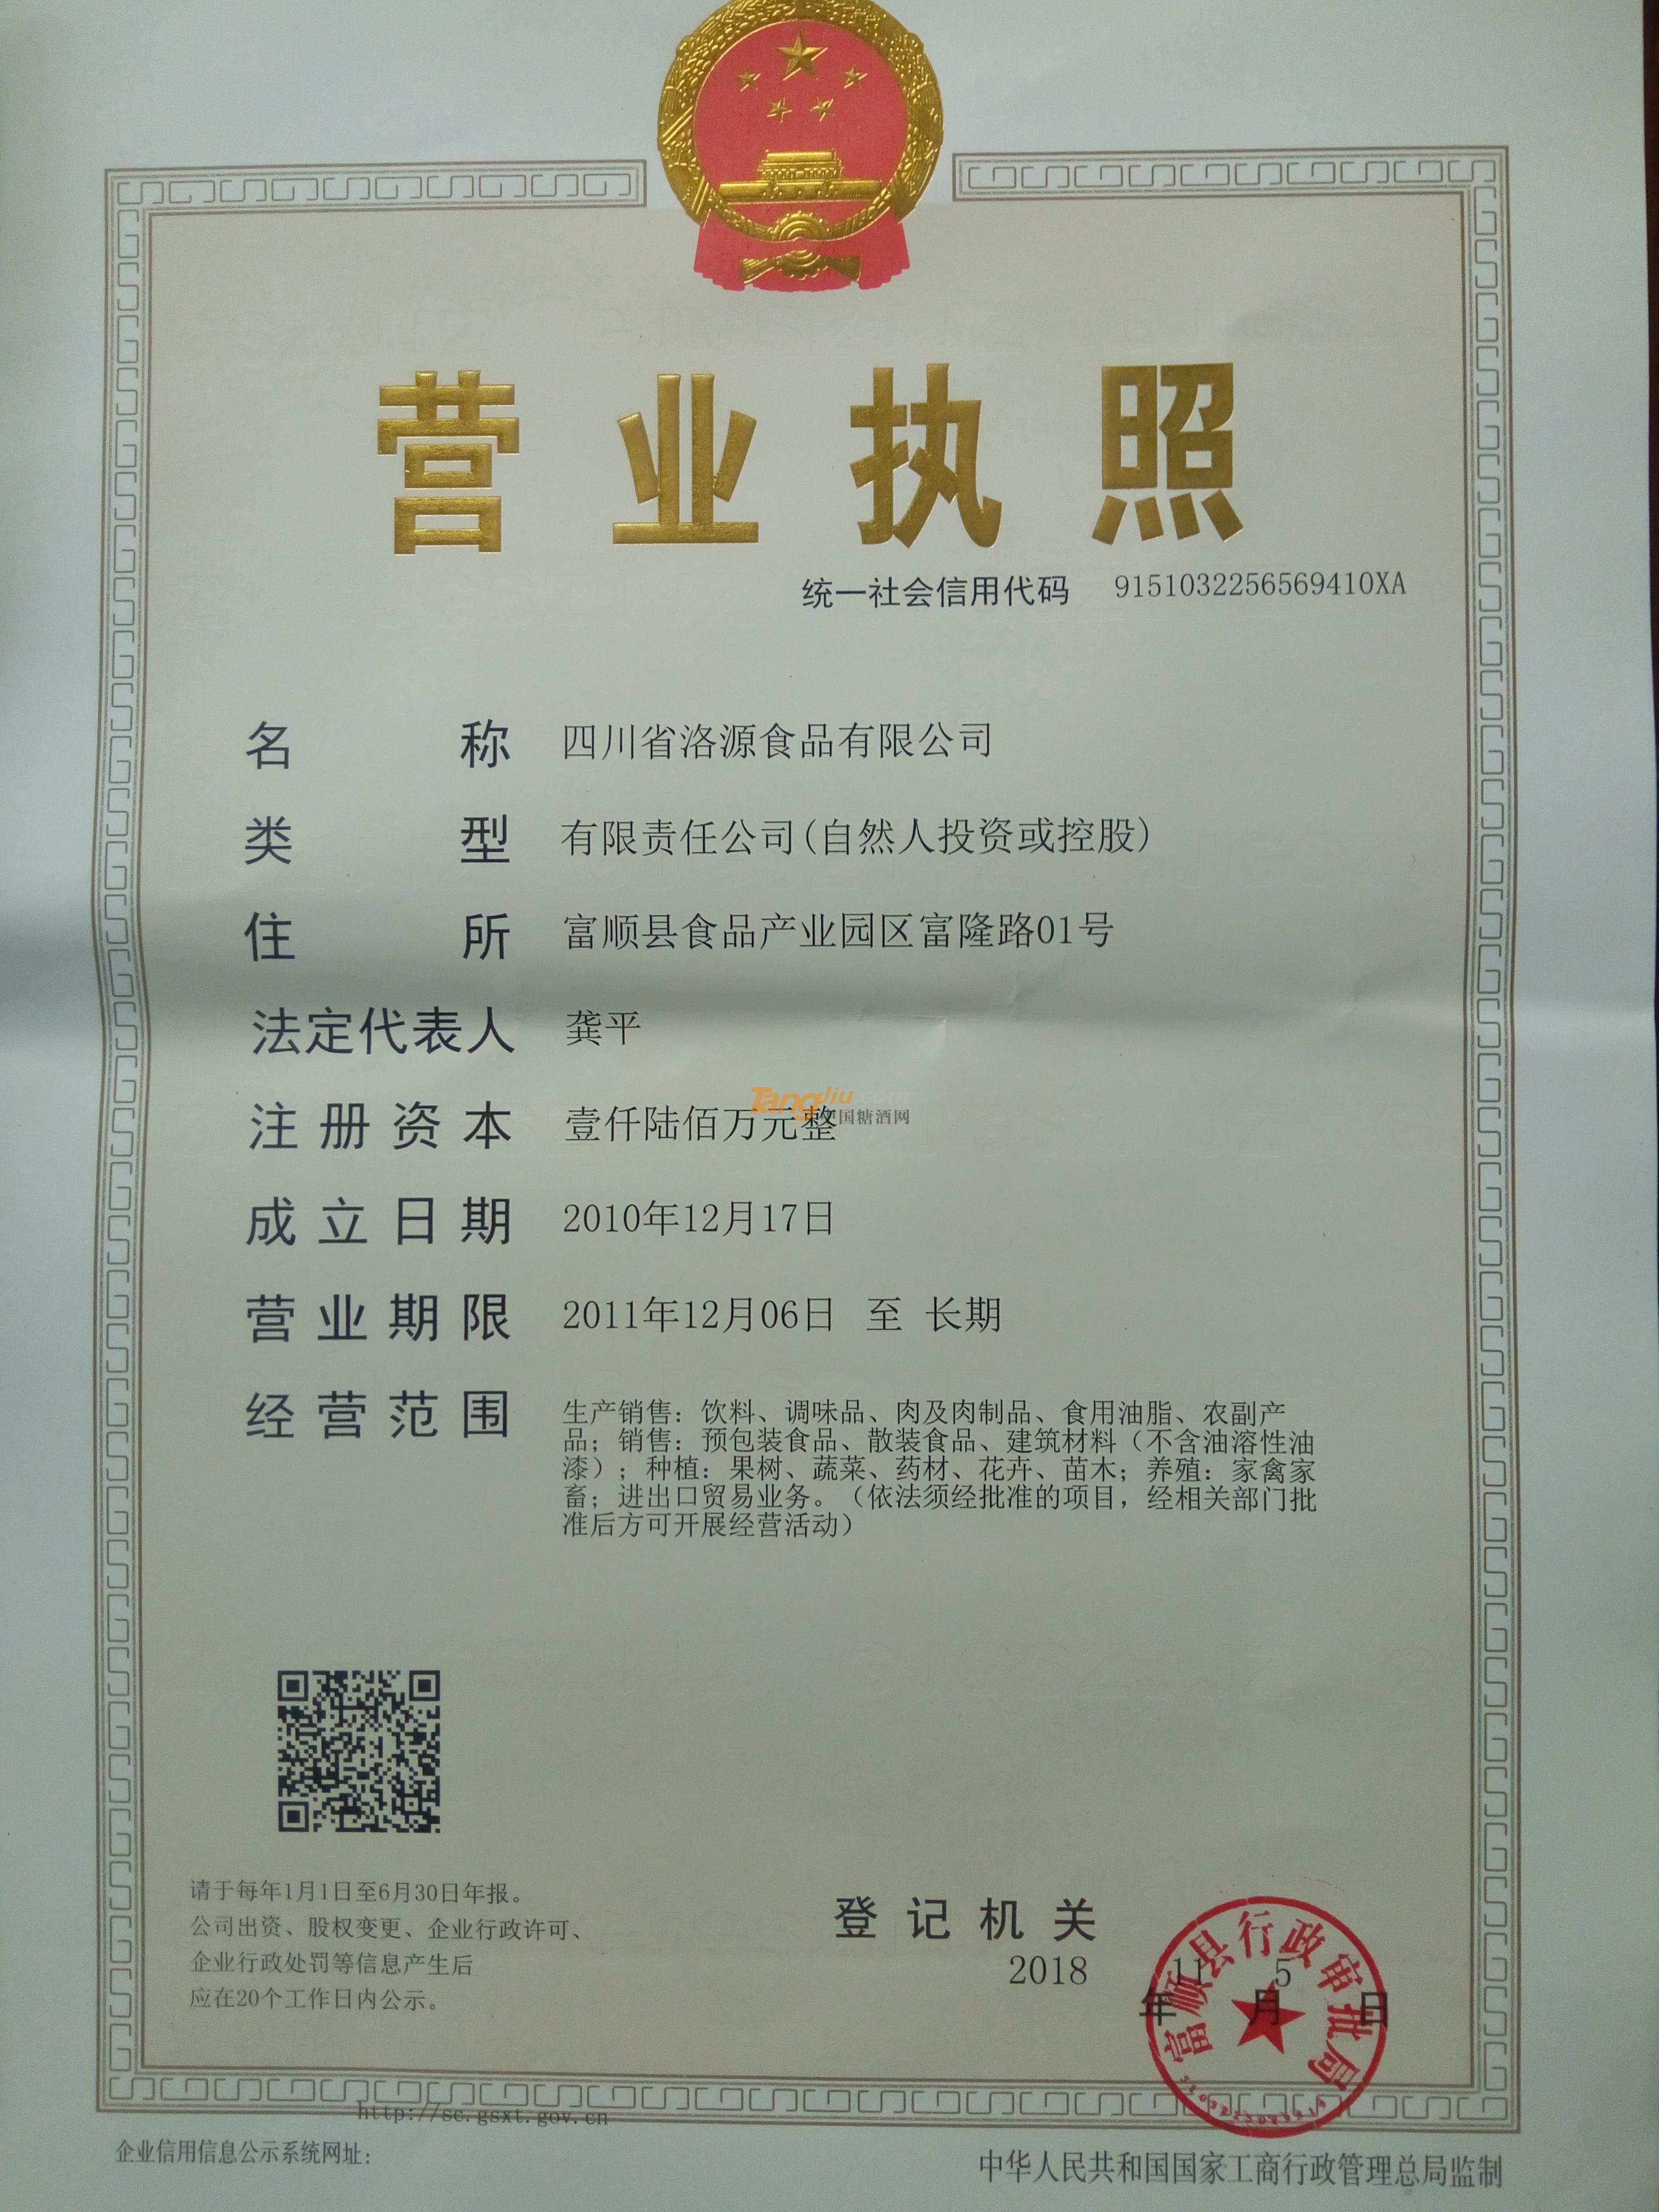 营业执照
统一社会信用代码 9151032256569410XA
名称 四川省洛源食品有限公司
类型 有限责任公司(自然人投资或控股)
住所 富顺县食品产业园区富隆路01号
法定代表人 龚平
Tangjiu
注册资本 壹仟陆佰万元整
中国糖酒网
成立日期 2010年12月17日
营业期限 2011年12月06日 至 长期
经营范围 生产销售：饮料、调味品、肉及肉制品、食用油脂、农副产
品；销售：预包装食品、散装食品、建筑材料（不含油溶性油
漆）；种植：果树、蔬菜、药材、花卉、苗木；养殖：家禽家
畜；进出口贸易业务。（依法须经批准的项目，经相关部门批
准后方可开展经营活动）
请于每年1月1日至6月30日年报。
公司出资、股权变更、企业行政许可、
企业行政处罚等信息产生后
应在20个工作日内公示。
登记机关
2018年11月5日
富顺县行政审批局
http://sc.gsxt.gov.cn
企业信用信息公示系统网址：
中华人民共和国国家工商行政管理总局监制